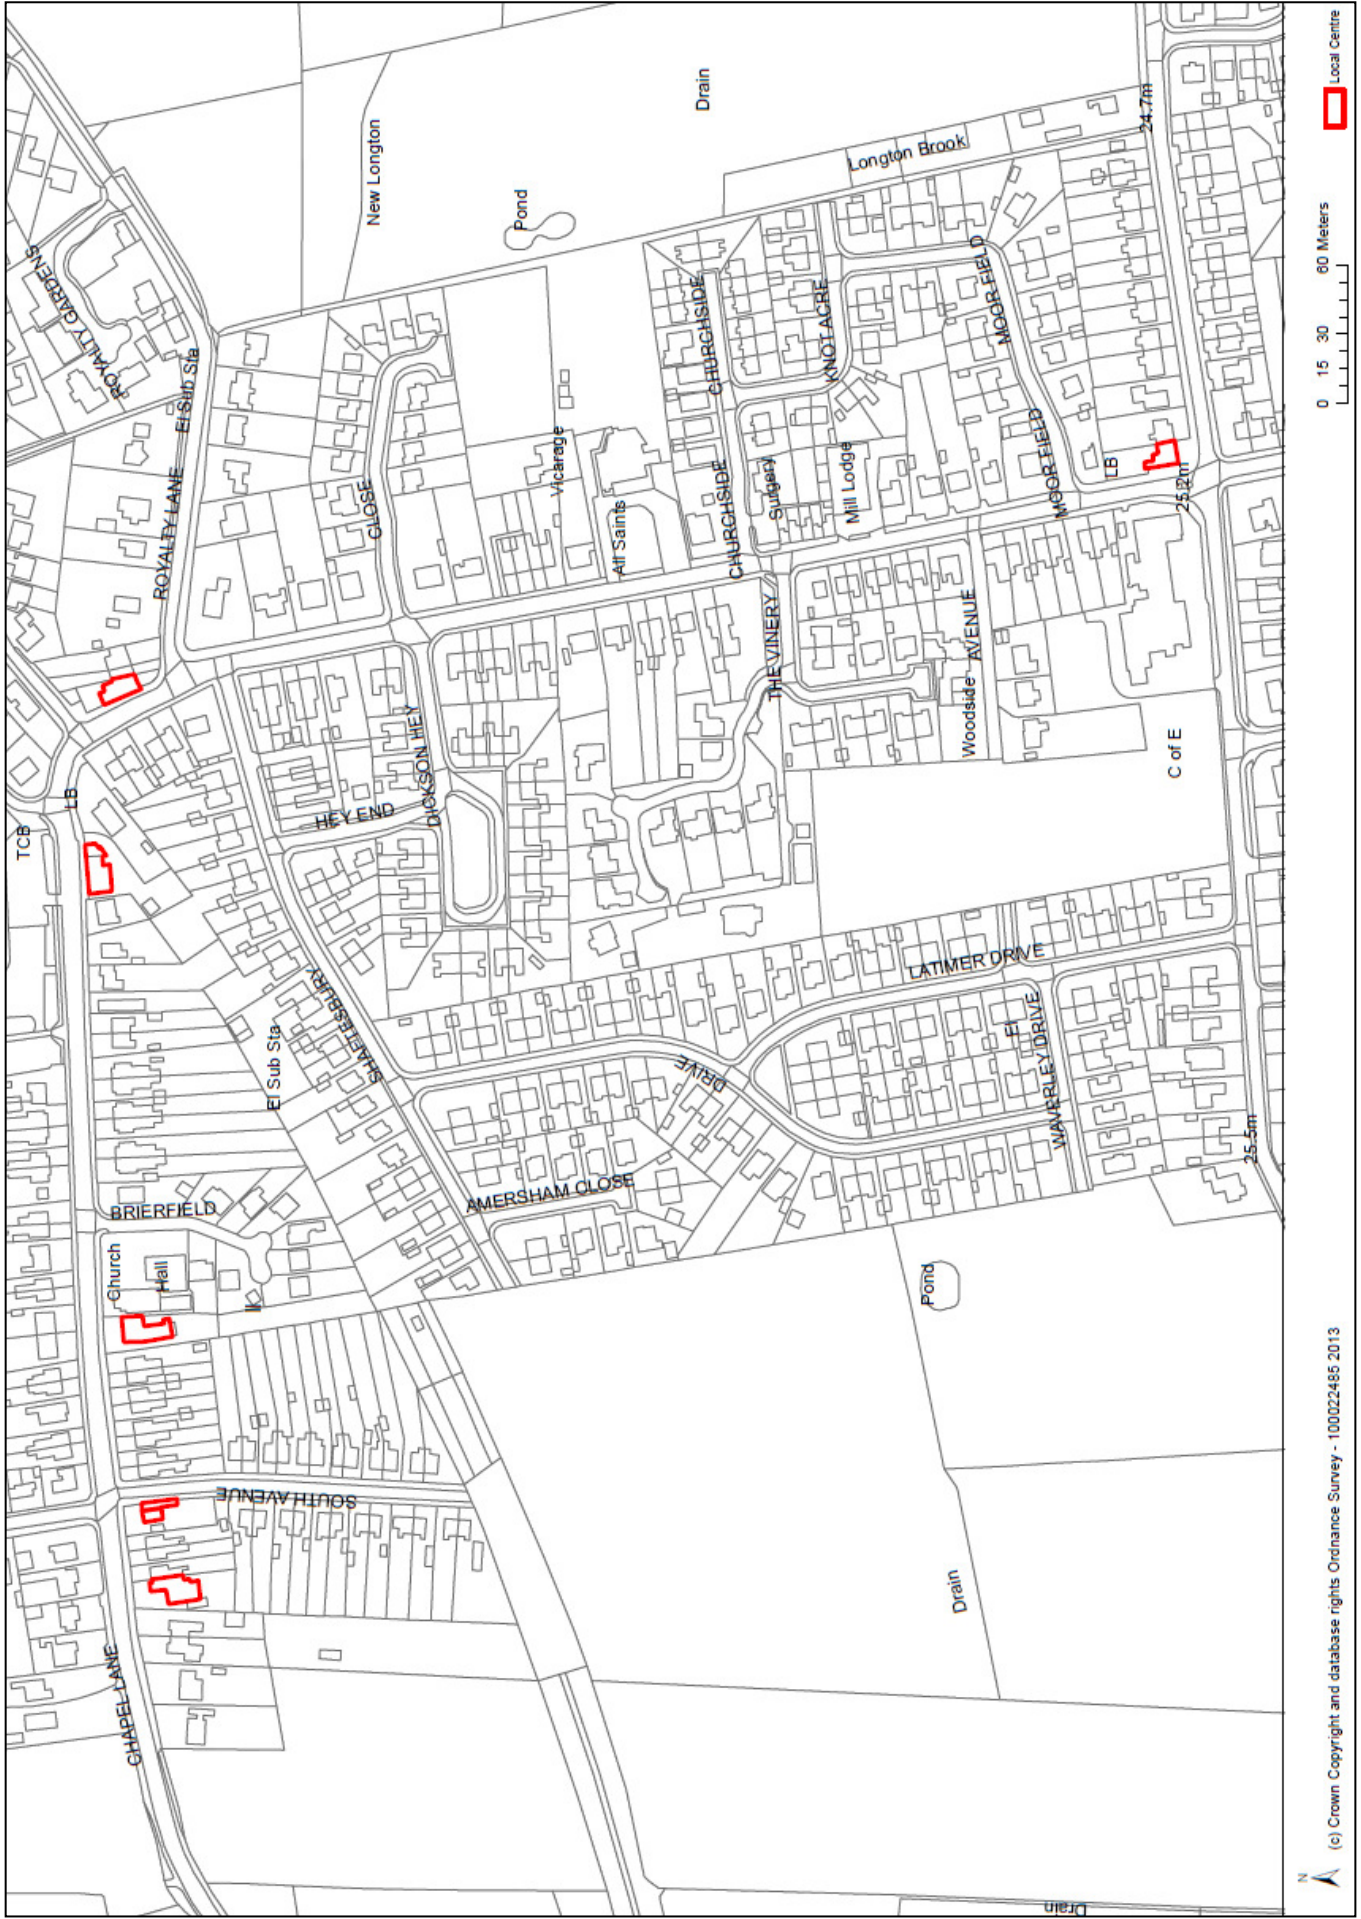 TCB
LB
CHAPEL LANE
SOUTH AVENUE
Church
Hall
BRIERFIELD
El Sub Sta
SHAFTESBURY
HEY END
DICKSON HEY
ROYALTY LANE
El Sub Sta
ROYALTY GARDENS
CLOSE
New Longton
Pond
Drain
Vicarage
All Saints
CHURCHSIDE
CHURCHSIDE
Surgery
KNOT ACRE
Longton Brook
Mill Lodge
THE VINERY
MOOR FIELD
MOOR FIELD
MOOR FIELD
Woodside
AVENUE
LB
24.7m
25.2m
C of E
AMERSHAM CLOSE
DRIVE
LATIMER DRIVE
El
WAVERLEY DRIVE
25.5m
Pond
Drain
Drain
N
(c) Crown Copyright and database rights Ordnance Survey - 100022485 2013
0 15 30 60 Meters
Local Centre